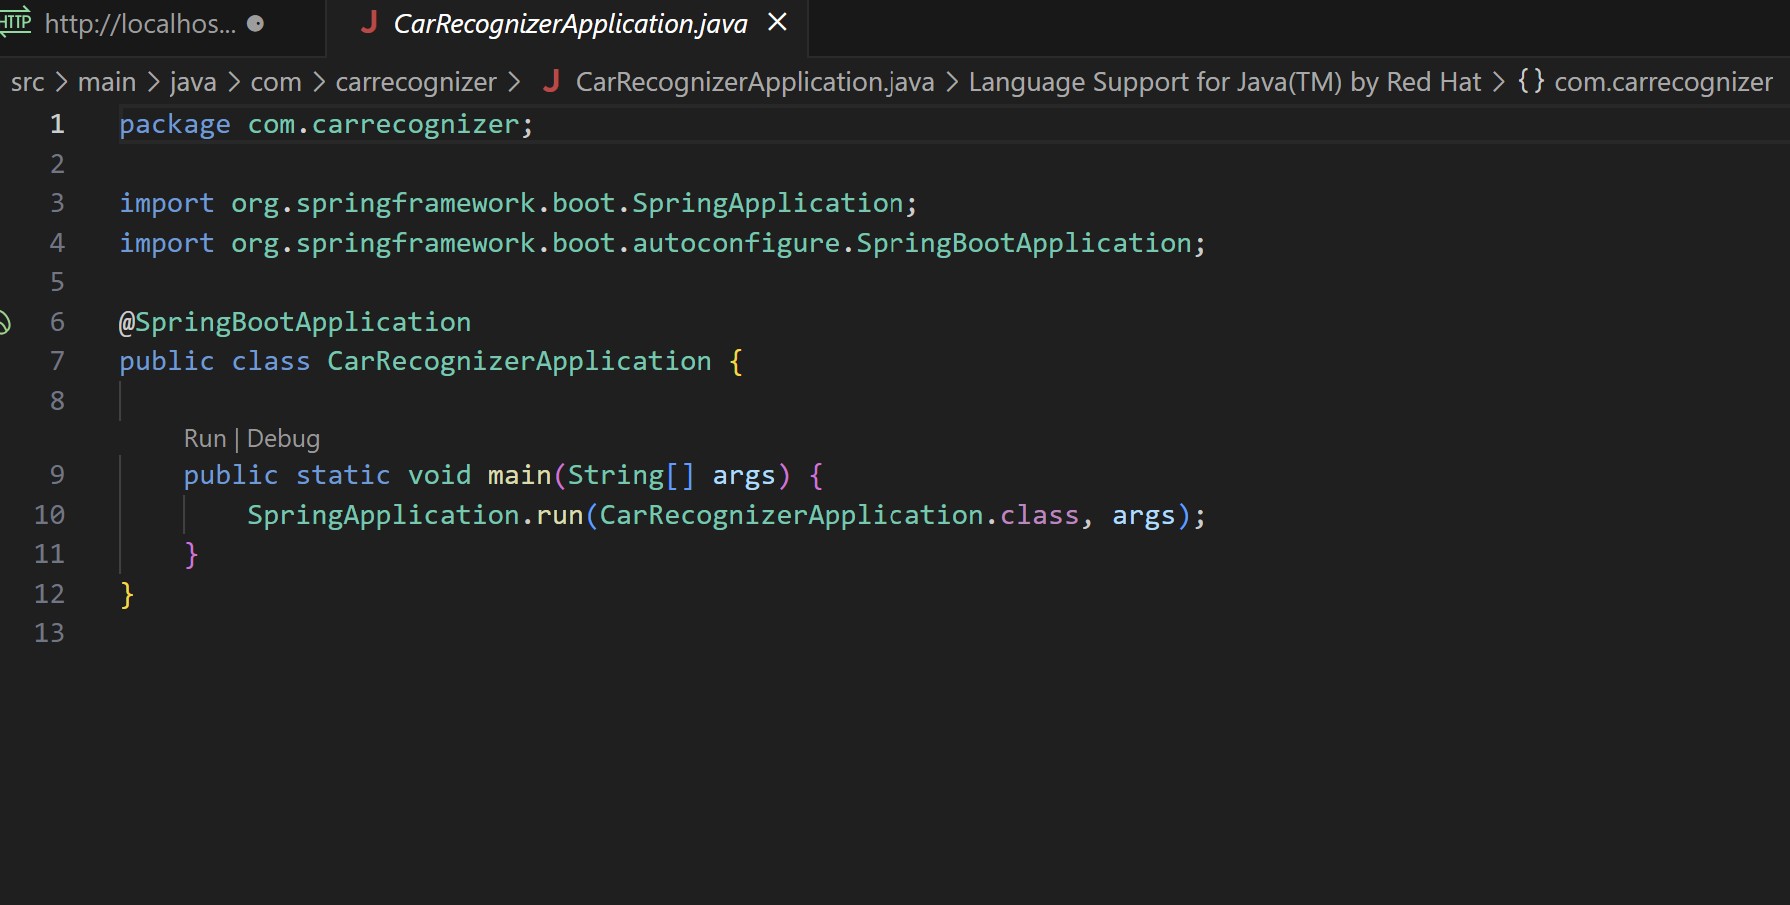 HTTP http://localhos... J CarRecognizerApplication.java
src > main > java > com > carrecognizer > J CarRecognizerApplication.java > Language Support for Java(TM) by Red Hat > {} com.carrecognizer
1 package com.carrecognizer;
2
3 import org.springframework.boot.SpringApplication;
4 import org.springframework.boot.autoconfigure.SpringBootApplication;
5
6 @SpringBootApplication
7 public class CarRecognizerApplication {
8
Run | Debug
9 public static void main(String[] args) {
10 SpringApplication.run(CarRecognizerApplication.class, args);
11 }
12 }
13